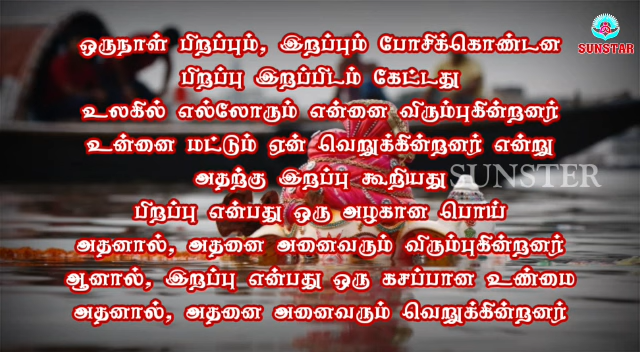 SUNSTAR
ஒருநாள் பிறப்பும், இறப்பும் போசிக்கொண்டன
பிறப்பு இறப்பிடம் கேட்டது
உலகில் எல்லோரும் என்னை விரும்புகின்றனர்
உன்னை மட்டும் ஏன் வெறுக்கின்றனர் என்று
அதற்கு இறப்பு கூறியது
SUNSTER
பிறப்பு என்பது ஒரு அழகான பொய்
அதனால், அதனை அனைவரும் விரும்புகின்றனர்
ஆனால், இறப்பு என்பது ஒரு கசப்பான உண்மை
அதனால், அதனை அனைவரும் வெறுக்கின்றனர்